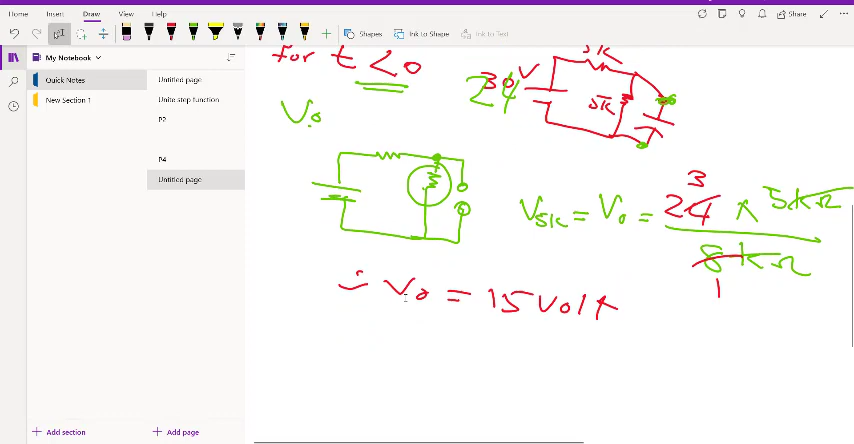 Home Insert Draw View Help Share
Shapes Ink to Shape Ink to Text
My Notebook
Quick Notes
New Section 1
Untitled page
Unite step function
P2
P4
Untitled page
Add section
Add page
for t < 0
24
30 V
5K
V₀
V5K = V₀ = 24 × 5kΩ
3
8kΩ
1
V₀ = 15 Volt